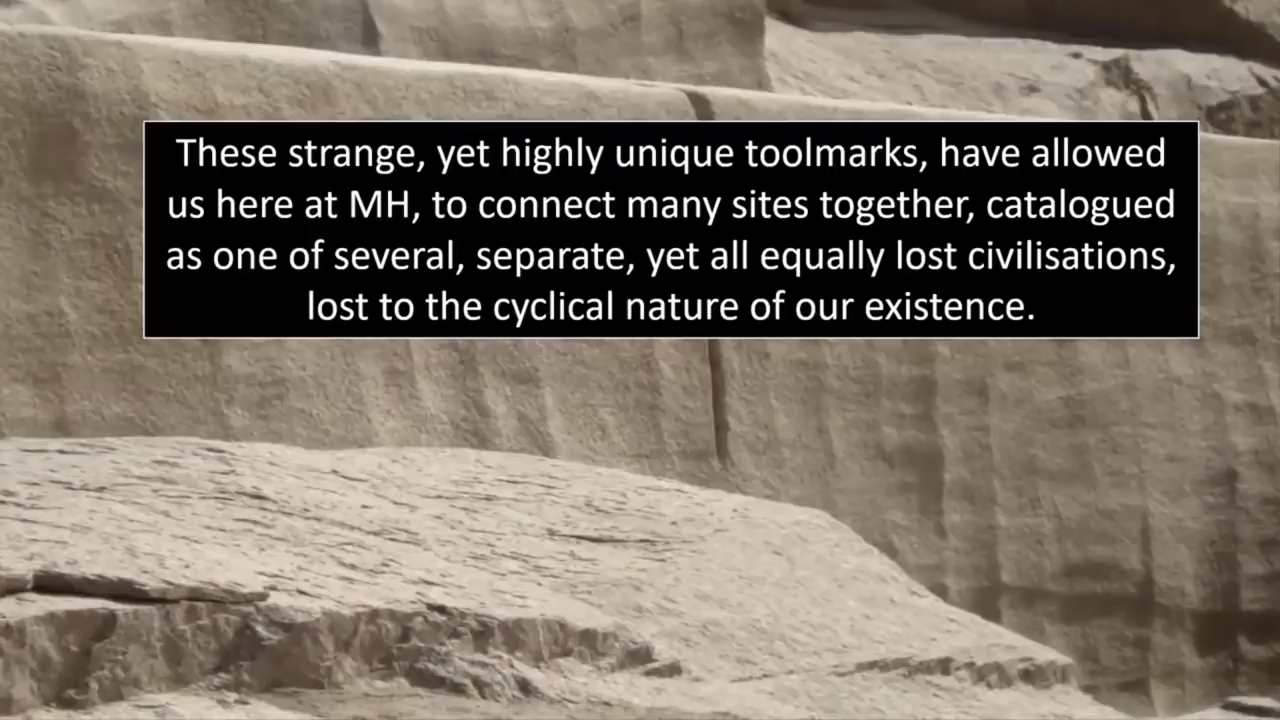 These strange, yet highly unique toolmarks, have allowed
us here at MH, to connect many sites together, catalogued
as one of several, separate, yet all equally lost civilisations,
lost to the cyclical nature of our existence.